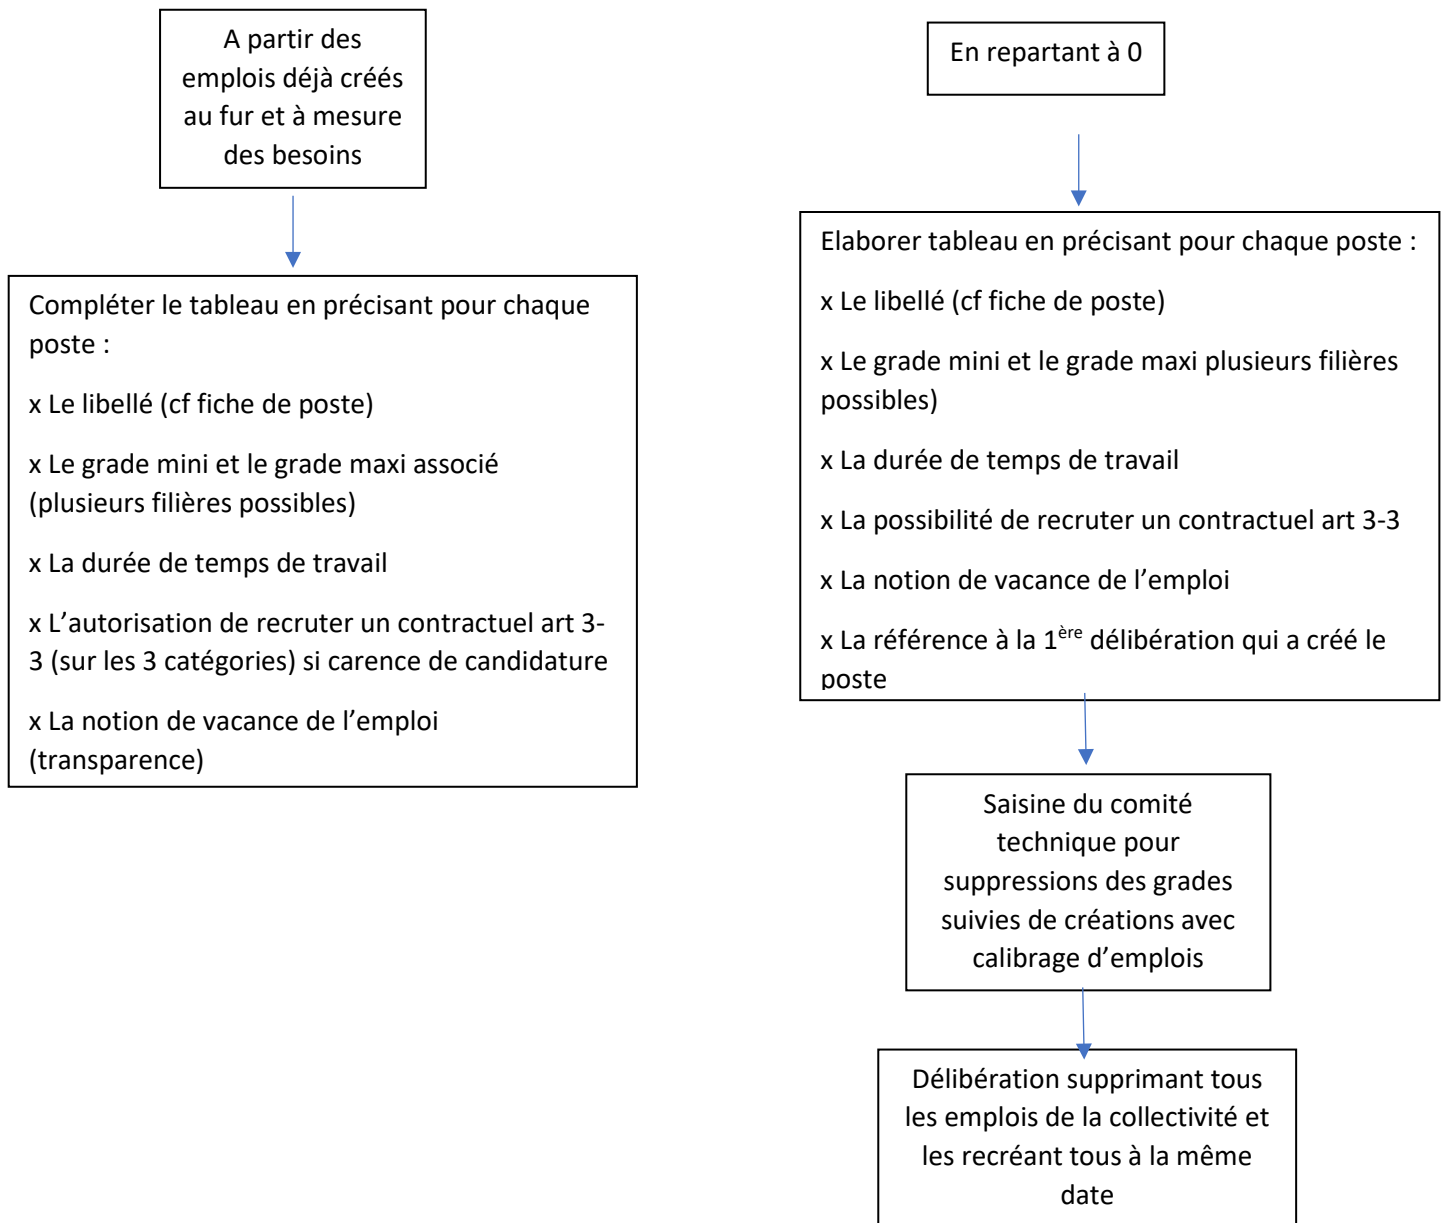 A partir des
emplois déjà créés
au fur et à mesure
des besoins
Compléter le tableau en précisant pour chaque
poste :
x Le libellé (cf fiche de poste)
x Le grade mini et le grade maxi associé
(plusieurs filières possibles)
x La durée de temps de travail
x L’autorisation de recruter un contractuel art 3-
3 (sur les 3 catégories) si carence de candidature
x La notion de vacance de l’emploi
(transparence)
En repartant à 0
Elaborer tableau en précisant pour chaque poste :
x Le libellé (cf fiche de poste)
x Le grade mini et le grade maxi plusieurs filières
possibles)
x La durée de temps de travail
x La possibilité de recruter un contractuel art 3-3
x La notion de vacance de l’emploi
x La référence à la 1ère délibération qui a créé le
poste
Saisine du comité
technique pour
suppressions des grades
suivies de créations avec
calibrage d’emplois
Délibération supprimant tous
les emplois de la collectivité et
les recréant tous à la même
date